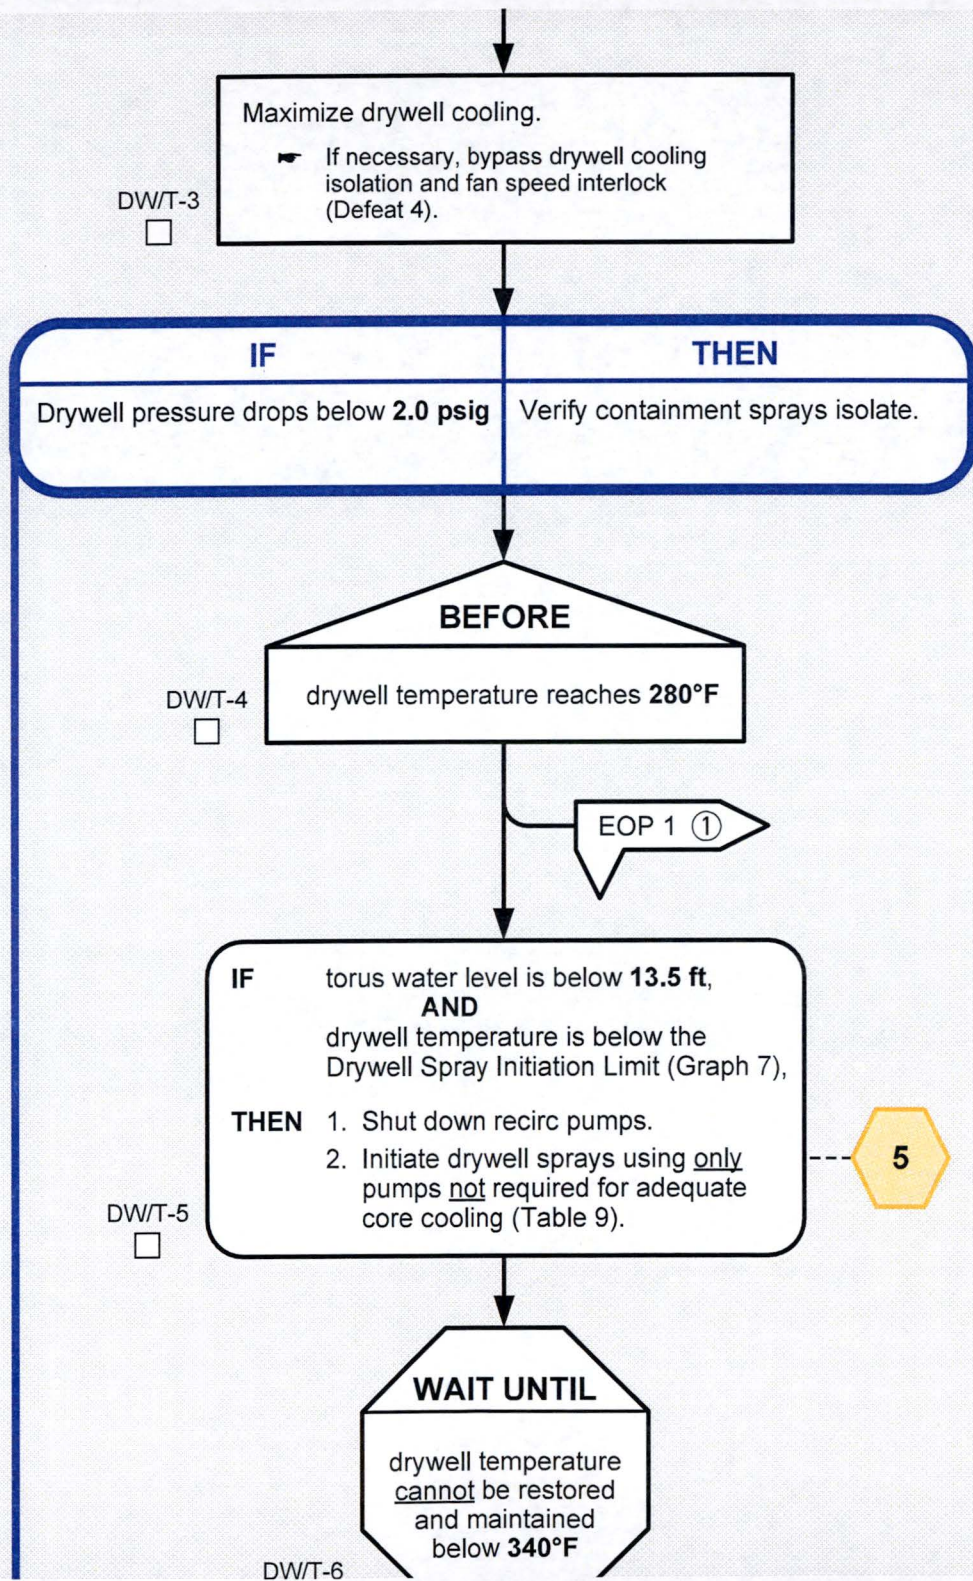 Maximize drywell cooling.
☛ If necessary, bypass drywell cooling
isolation and fan speed interlock
(Defeat 4).
DW/T-3
IF
THEN
Drywell pressure drops below 2.0 psig
Verify containment sprays isolate.
BEFORE
drywell temperature reaches 280°F
DW/T-4
EOP 1 ①
IF torus water level is below 13.5 ft,
AND
drywell temperature is below the
Drywell Spray Initiation Limit (Graph 7),
THEN 1. Shut down recirc pumps.
2. Initiate drywell sprays using only
pumps not required for adequate
core cooling (Table 9).
5
DW/T-5
WAIT UNTIL
drywell temperature
cannot be restored
and maintained
below 340°F
DW/T-6